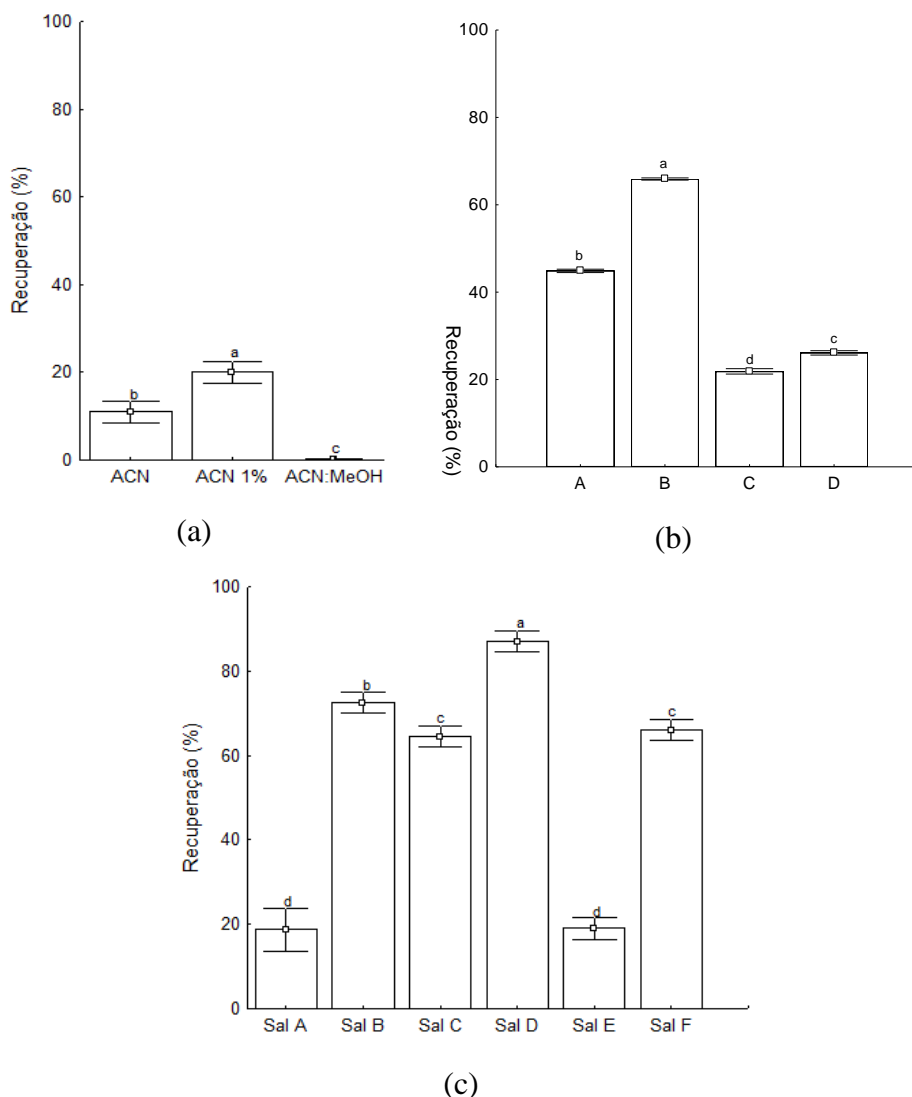 100
80
60
40
20
0
Recuperação (%)
b
a
c
ACN
ACN 1%
ACN:MeOH
(a)
100
80
60
40
20
0
Recuperação (%)
b
a
d
c
A
B
C
D
(b)
100
80
60
40
20
0
Recuperação (%)
d
b
c
a
d
c
Sal A
Sal B
Sal C
Sal D
Sal E
Sal F
(c)